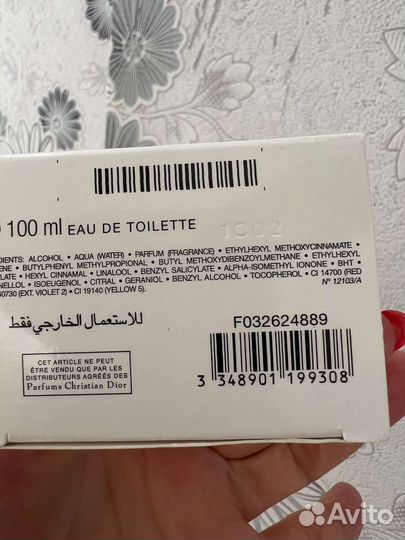 100 ml EAU DE TOILETTE
1C02
DIENTS: ALCOHOL • AQUA (WATER) • PARFUM (FRAGRANCE) • ETHYLHEXYL METHOXYCINNAMATE •
ENE • BUTYLPHENYL METHYLPROPIONAL • BUTYL METHOXYDIBENZOYLMETHANE • ETHYLHEXYL
LATE • HEXYL CINNAMAL • LINALOOL • BENZYL SALICYLATE • ALPHA-ISOMETHYL IONONE • BHT •
NELLOL • ISOEUGENOL • CITRAL • GERANIOL • BENZYL ALCOHOL • TOCOPHEROL • CI 14700 (RED
60730 (EXT. VIOLET 2) • CI 19140 (YELLOW 5).
N° 12103/A
للاستعمال الخارجي فقط
F032624889
CET ARTICLE NE PEUT
ÊTRE VENDU QUE PAR LES
DISTRIBUTEURS AGRÉÉS DES
Parfums Christian Dior
3 348901 199308
Avito